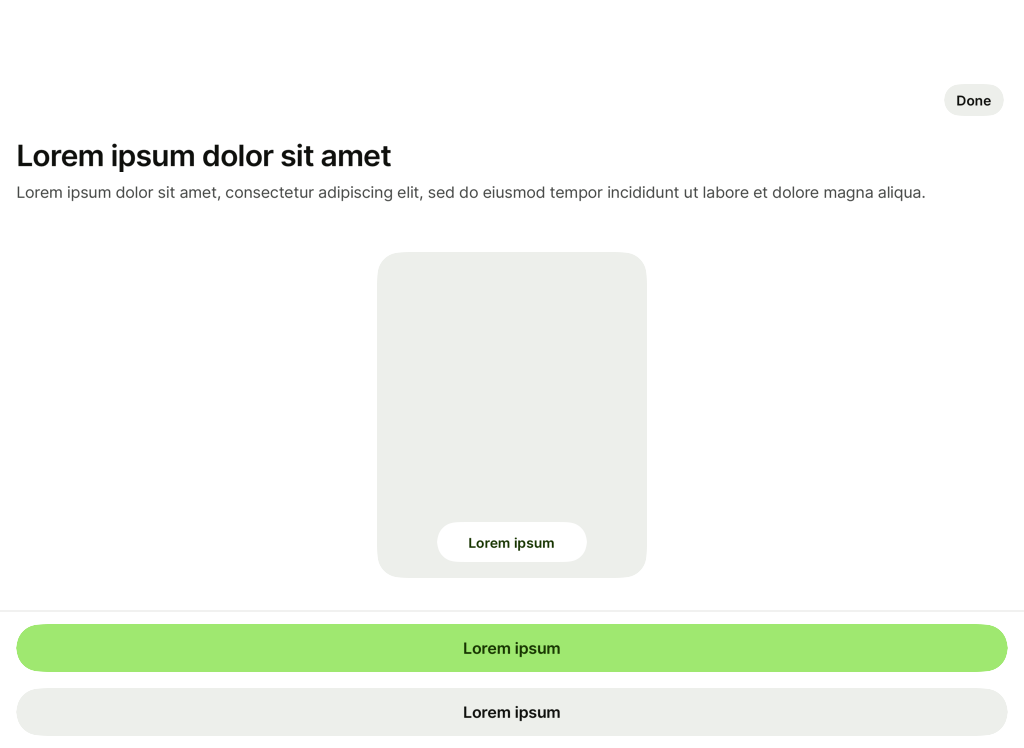 Done
Lorem ipsum dolor sit amet
Lorem ipsum dolor sit amet, consectetur adipiscing elit, sed do eiusmod tempor incididunt ut labore et dolore magna aliqua.
Lorem ipsum
Lorem ipsum
Lorem ipsum